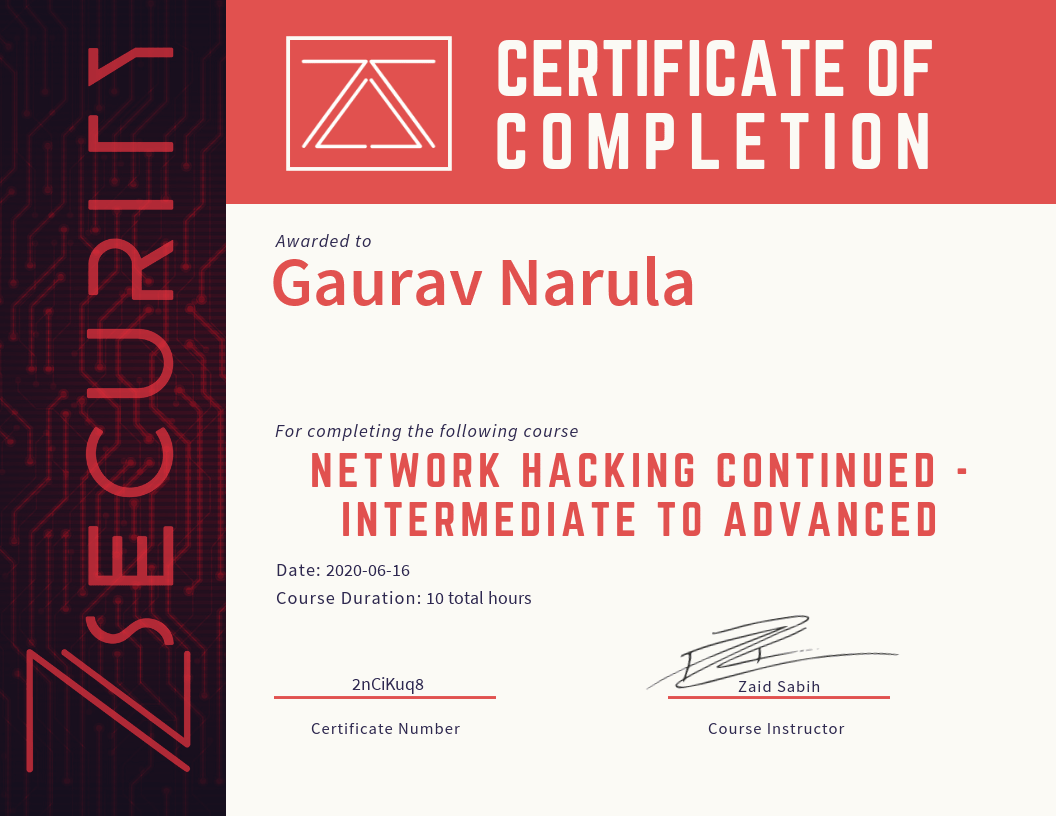 ZSECURITY
CERTIFICATE OF
COMPLETION
Awarded to
Gaurav Narula
For completing the following course
NETWORK HACKING CONTINUED -
INTERMEDIATE TO ADVANCED
Date: 2020-06-16
Course Duration: 10 total hours
2nCiKuq8
Certificate Number
Zaid Sabih
Course Instructor